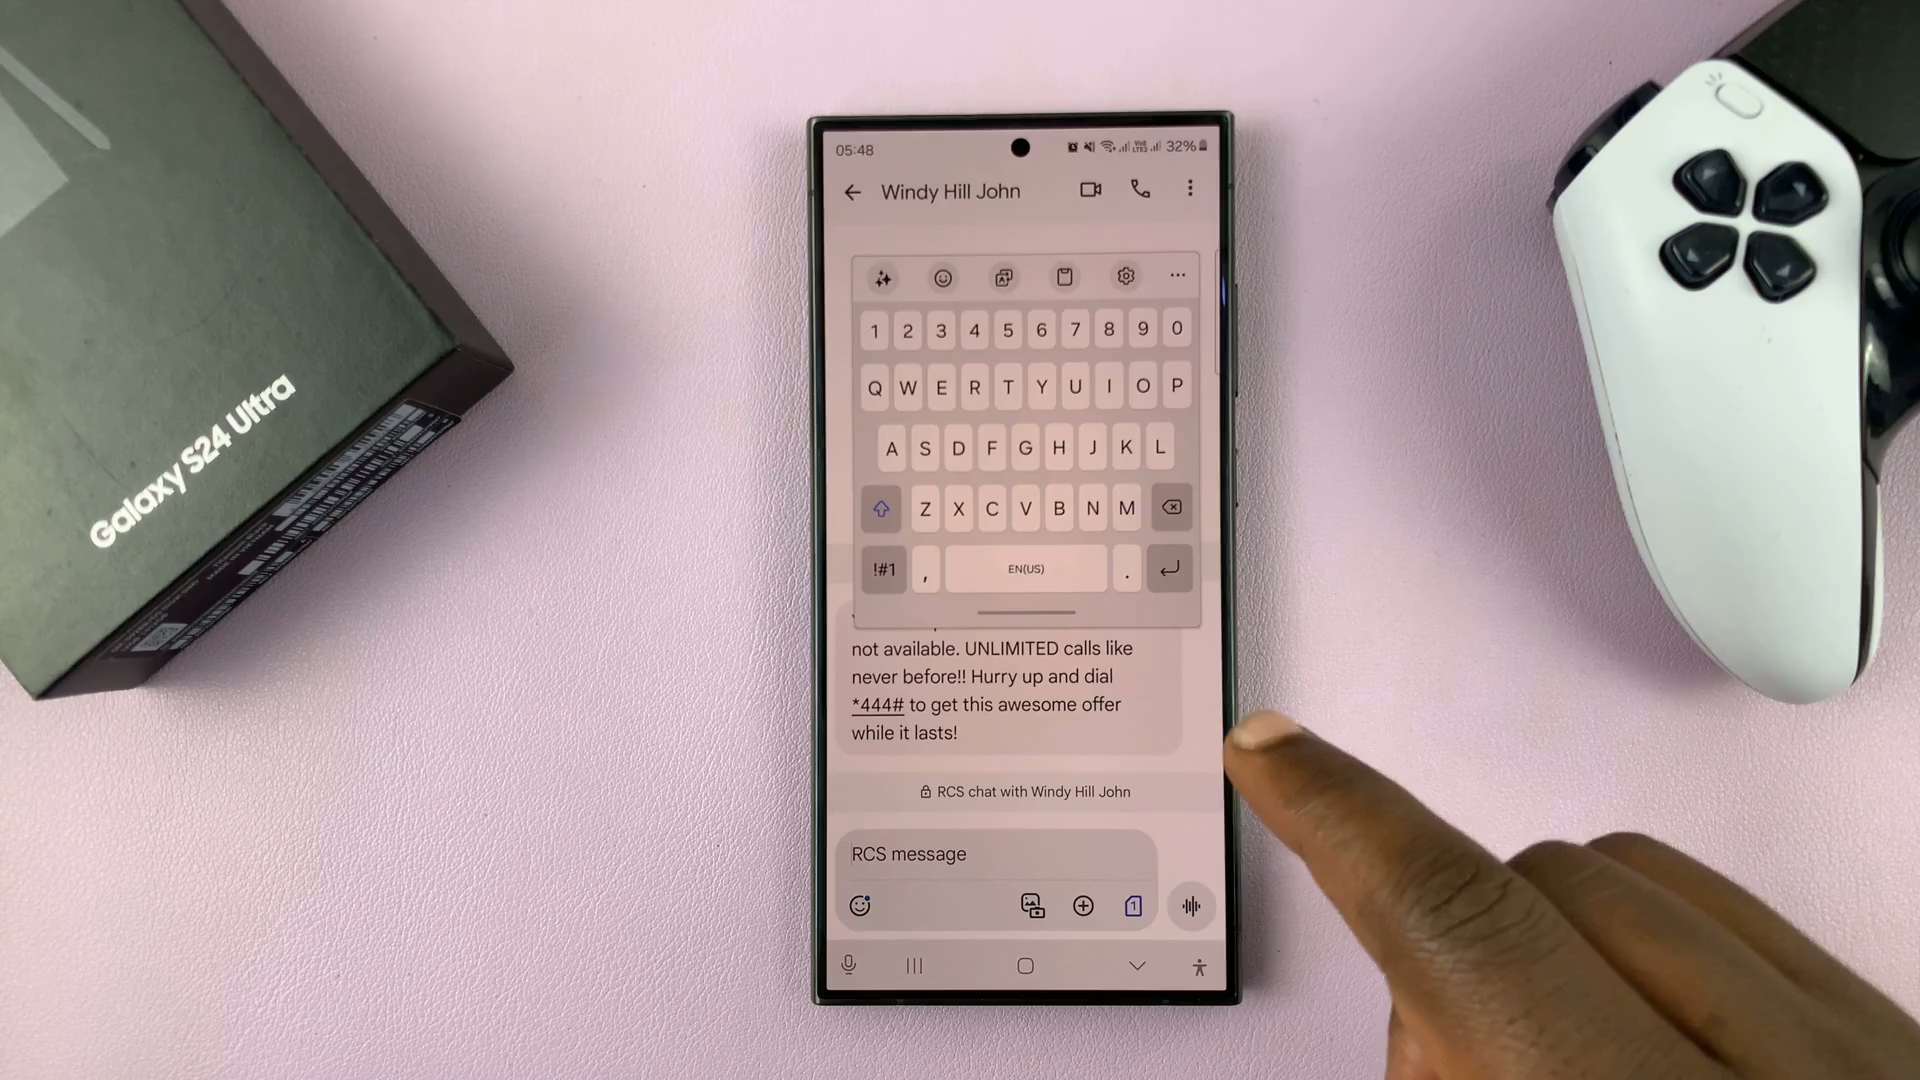 Galaxy S24 Ultra
05:48
32%
Windy Hill John
1 2 3 4 5 6 7 8 9 0
Q W E R T Y U I O P
A S D F G H J K L
Z X C V B N M
!#1 , EN(US) .
not available. UNLIMITED calls like
never before!! Hurry up and dial
*444# to get this awesome offer
while it lasts!
RCS chat with Windy Hill John
RCS message
1